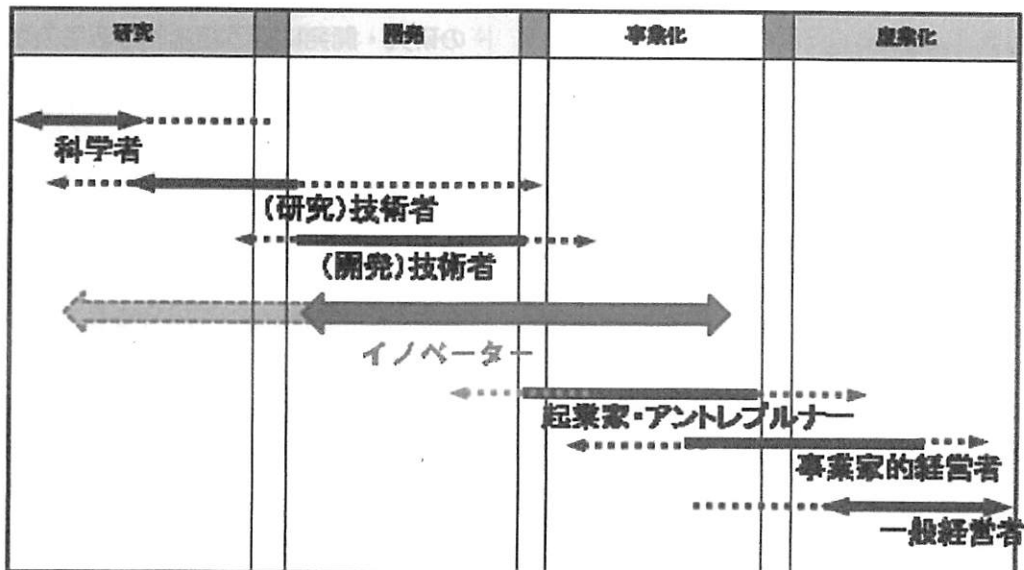 研究
開発
事業化
産業化
科学者
(研究)技術者
(開発)技術者
イノベーター
起業家・アントレプルナー
事業家的経営者
一般経営者